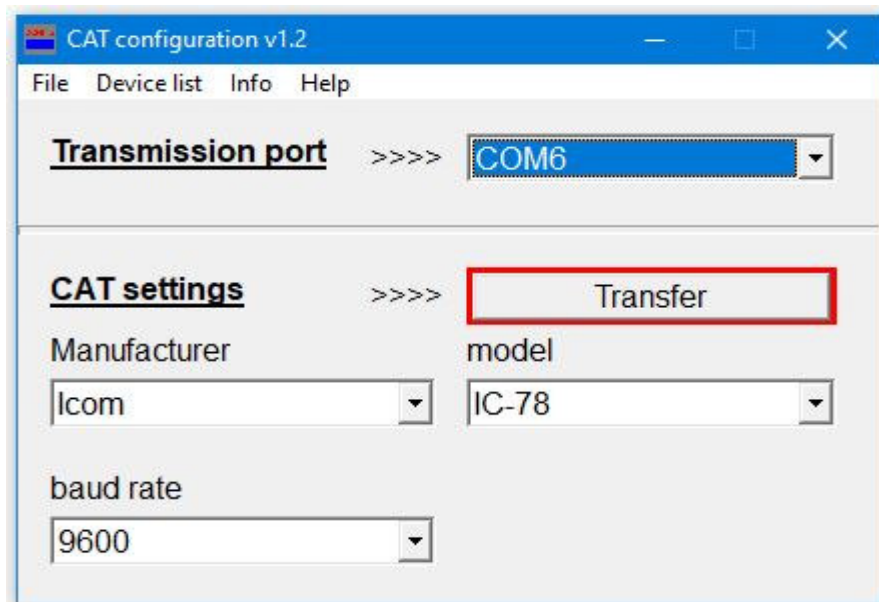 CAT configuration v1.2
File Device list Info Help
Transmission port >>>> COM6
CAT settings >>>> Transfer
Manufacturer model
Icom IC-78
baud rate
9600